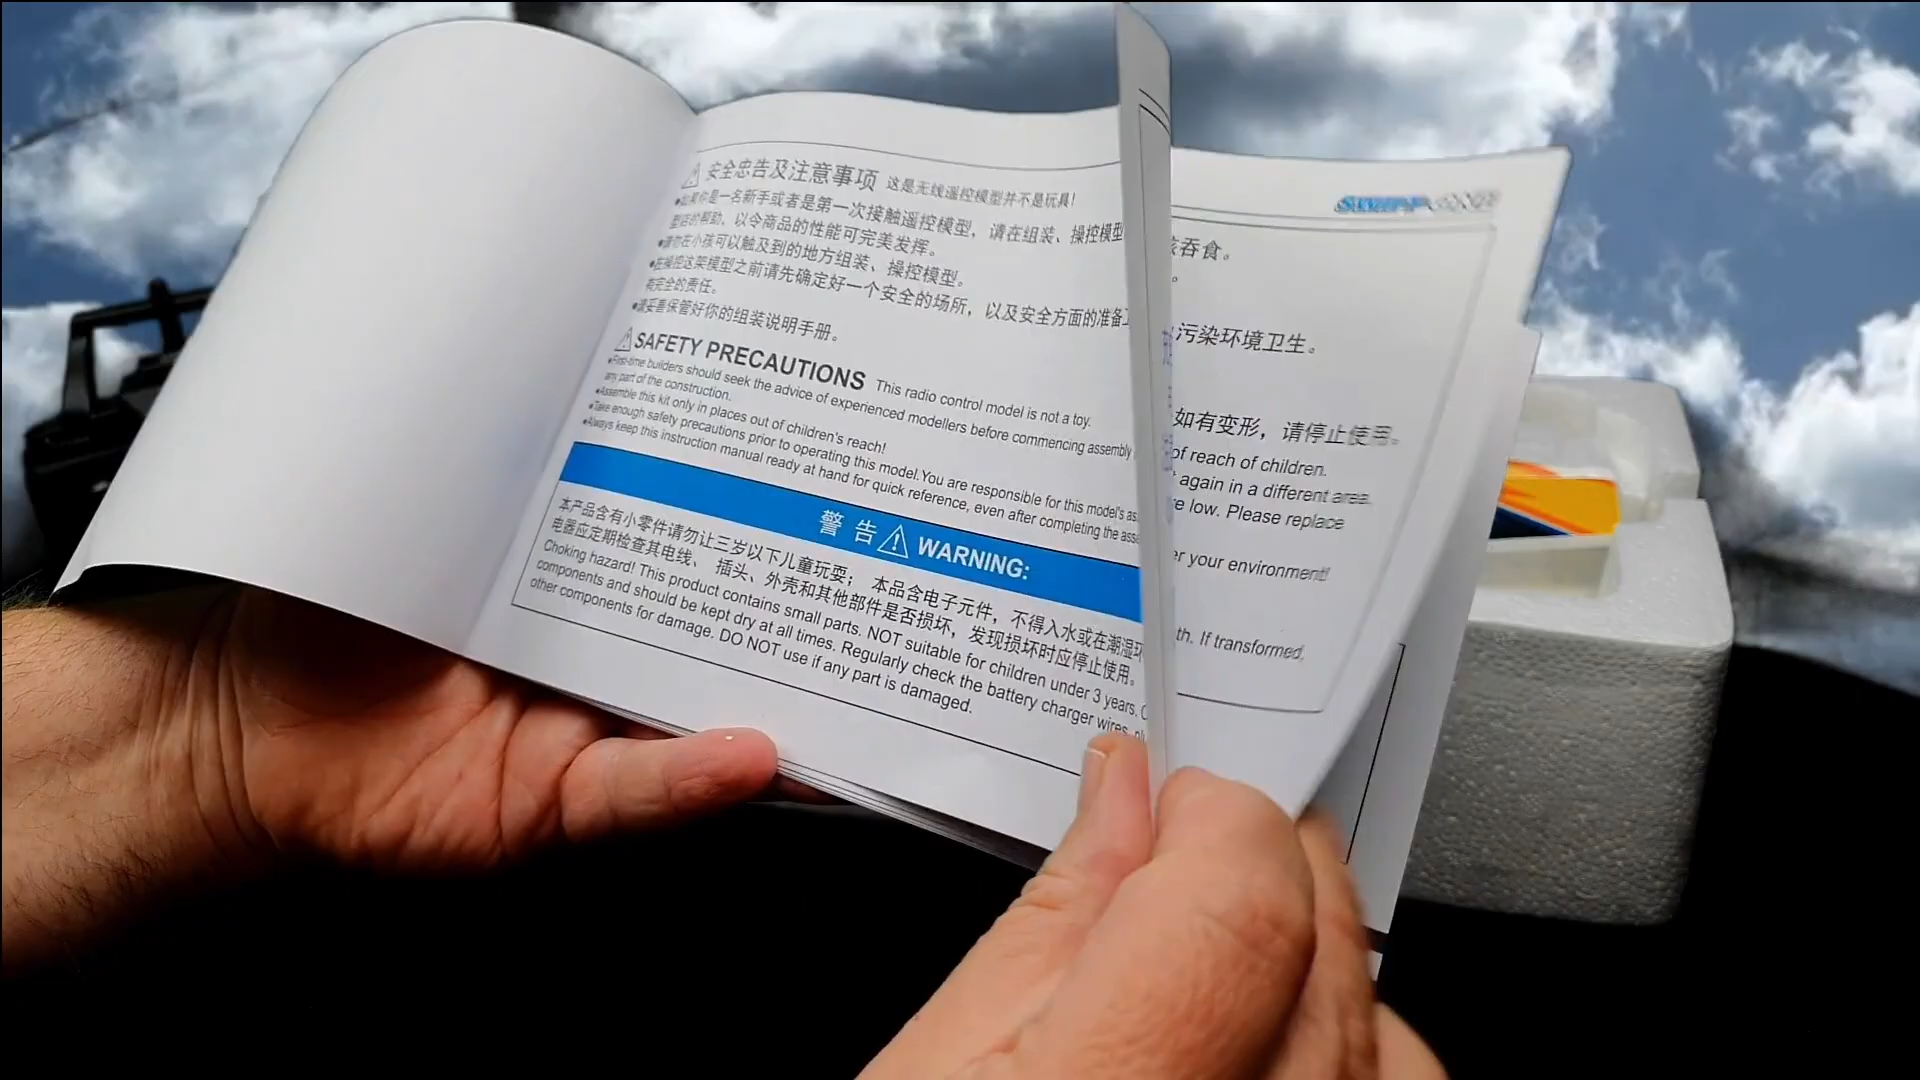 安全忠告及注意事项 这是无线遥控模型并不是玩具!
如果你是一名新手或者是第一次接触遥控模型，请在组装、操控模型
的帮助，以令商品的性能可完美发挥。
●请勿在小孩可以触及到的地方组装、操控模型。
●在操控这架模型之前请先确定好一个安全的场所，以及安全方面的准备
有完全的责任。
●请妥善保管好你的组装说明手册。
SAFETY PRECAUTIONS This radio control model is not a toy.
●First-time builders should seek the advice of experienced modellers before commencing assembly
any part of the construction.
●Assemble this kit only in places out of children's reach!
●Take enough safety precautions prior to operating this model.You are responsible for this model's as
●Always keep this instruction manual ready at hand for quick reference, even after completing the asse
警告 WARNING:
本产品含有小零件请勿让三岁以下儿童玩耍； 本品含电子元件，不得入水或在潮湿环
电器应定期检查其电线、 插头、外壳和其他部件是否损坏，发现损坏时应停止使用。
Choking hazard! This product contains small parts. NOT suitable for children under 3 years.
components and should be kept dry at all times. Regularly check the battery charger wires,
other components for damage. DO NOT use if any part is damaged.
吞食。
。
污染环境卫生。
如有变形，请停止使用。
of reach of children.
again in a different area.
re low. Please replace
er your environment!
th. If transformed,